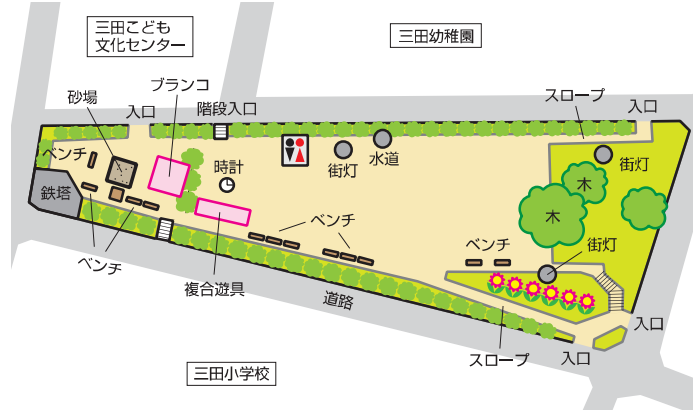 三田こども
文化センター
三田幼稚園
ブランコ
砂場
入口
階段入口
スロープ
入口
ベンチ
時計
街灯
水道
街灯
木
木
鉄塔
ベンチ
ベンチ
ベンチ
街灯
複合遊具
道路
入口
スロープ
入口
三田小学校